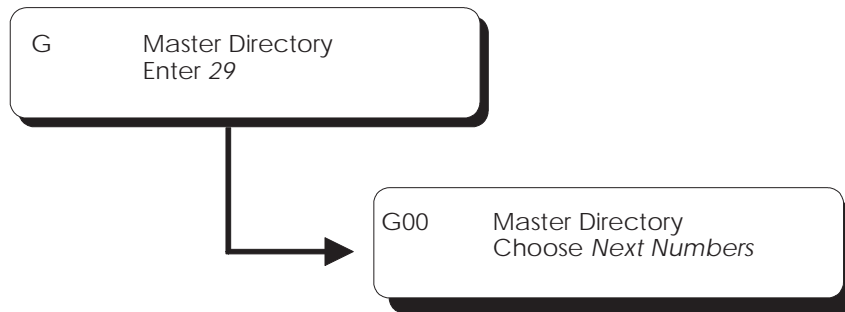 G Master Directory
Enter 29
G00 Master Directory
Choose Next Numbers